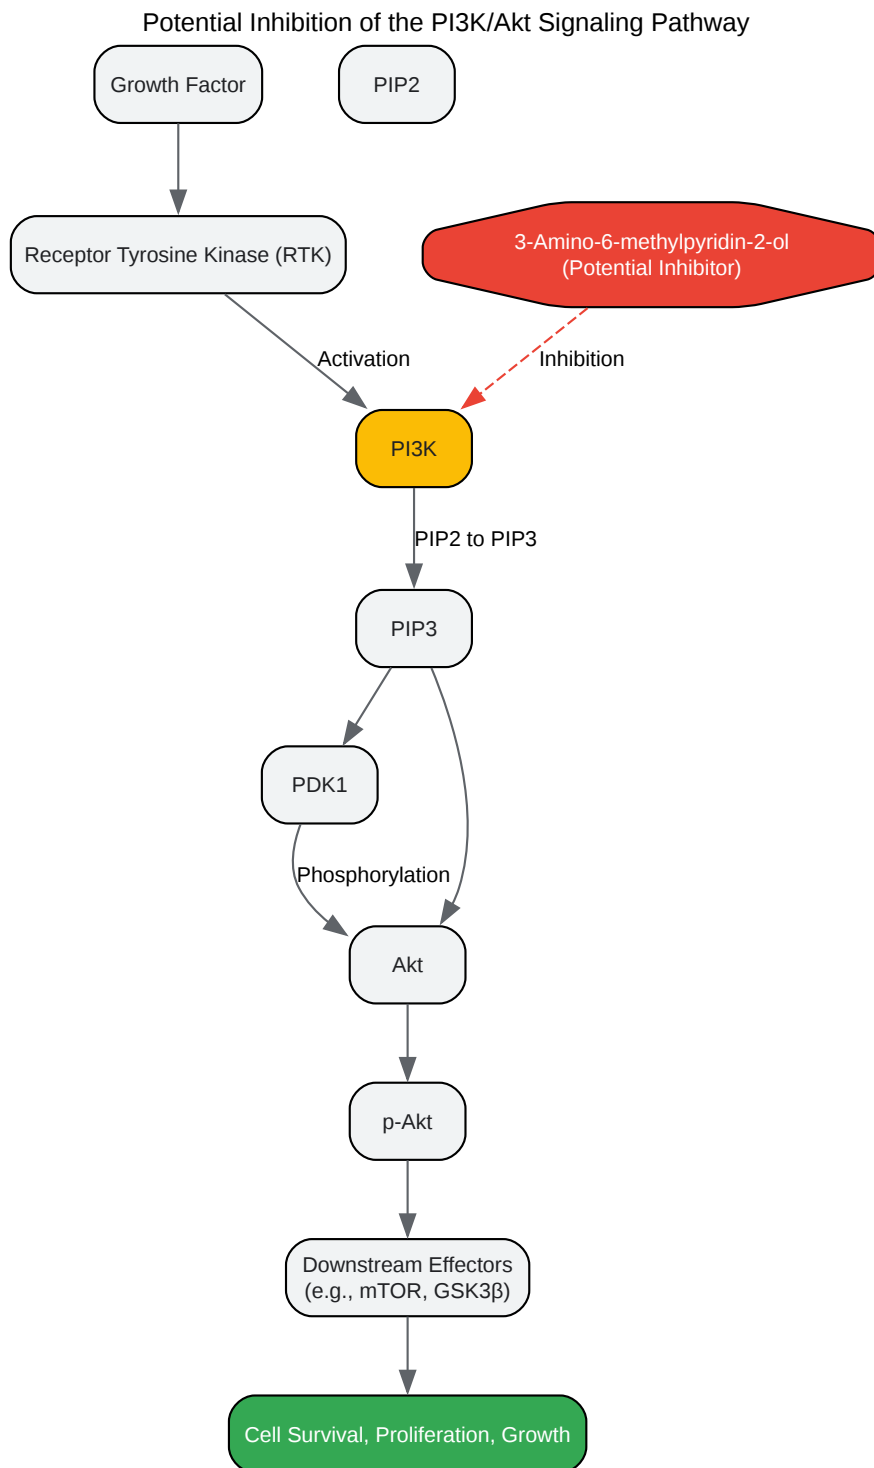 Potential Inhibition of the PI3K/Akt Signaling Pathway
Growth Factor
PIP2
Receptor Tyrosine Kinase (RTK)
3-Amino-6-methylpyridin-2-ol
(Potential Inhibitor)
Activation
Inhibition
PI3K
PIP2 to PIP3
PIP3
PDK1
Phosphorylation
Akt
p-Akt
Downstream Effectors
(e.g., mTOR, GSK3β)
Cell Survival, Proliferation, Growth